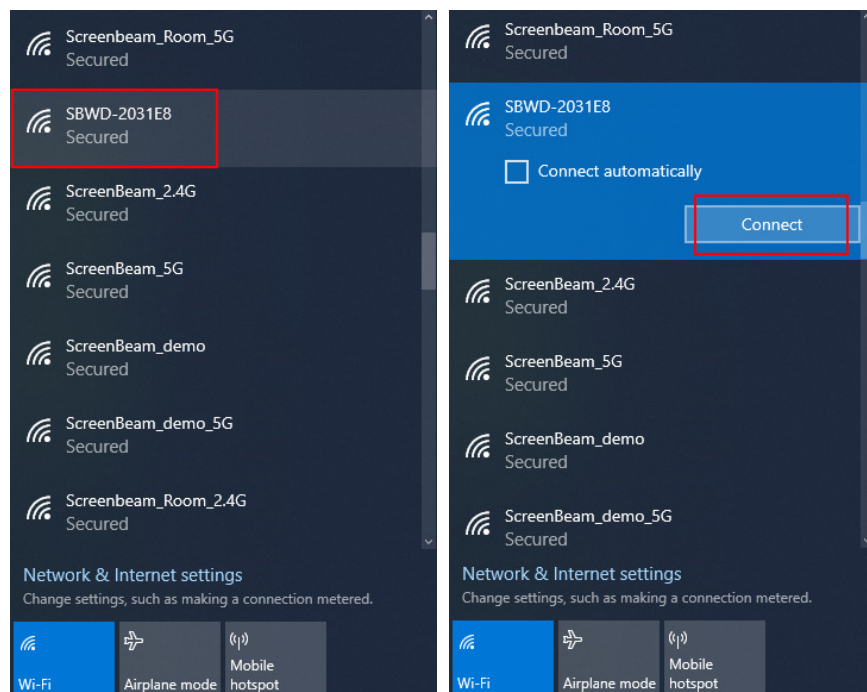 Screenbeam_Room_5G
Secured
SBWD-2031E8
Secured
ScreenBeam_2.4G
Secured
ScreenBeam_5G
Secured
ScreenBeam_demo
Secured
ScreenBeam_demo_5G
Secured
Screenbeam_Room_2.4G
Secured
Network & Internet settings
Change settings, such as making a connection metered.
Wi-Fi
Airplane mode
Mobile
hotspot
Screenbeam_Room_5G
Secured
SBWD-2031E8
Secured
Connect automatically
Connect
ScreenBeam_2.4G
Secured
ScreenBeam_5G
Secured
ScreenBeam_demo
Secured
ScreenBeam_demo_5G
Secured
Network & Internet settings
Change settings, such as making a connection metered.
Wi-Fi
Airplane mode
Mobile
hotspot